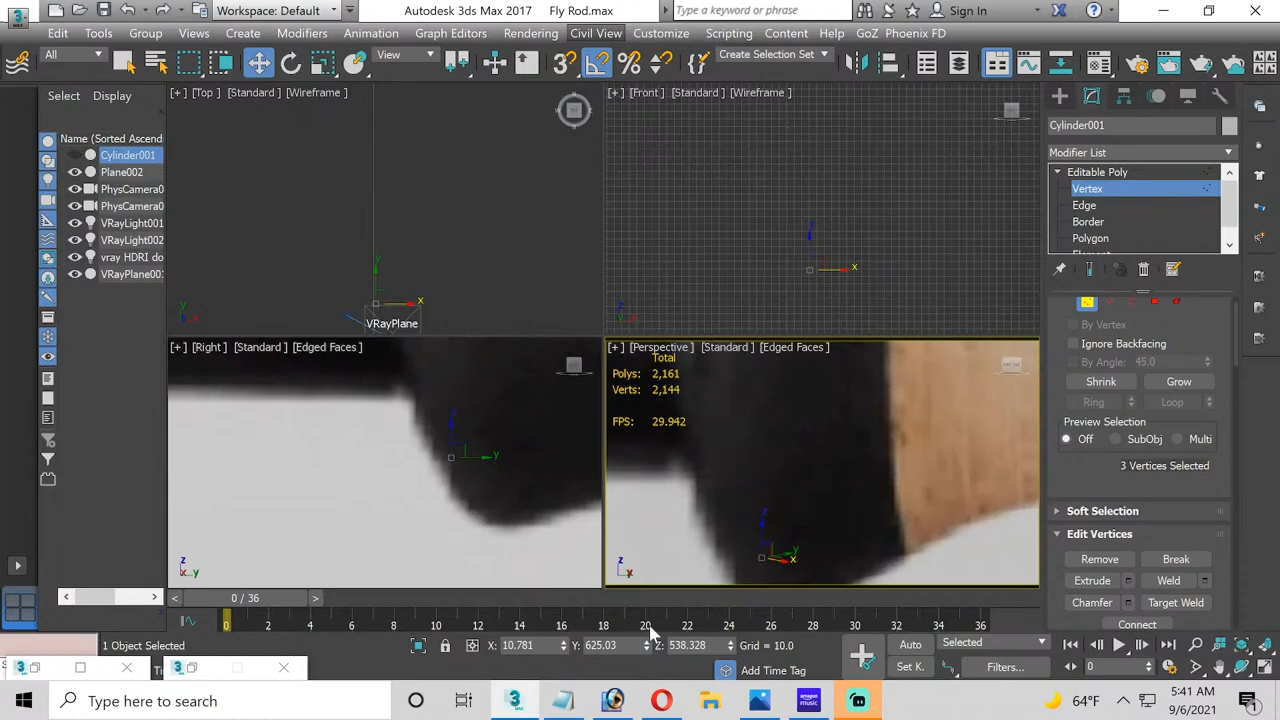 Workspace: Default
Autodesk 3ds Max 2017 Fly Rod.max
Type a keyword or phrase
Sign In
Edit Tools Group Views Create Modifiers Animation Graph Editors Rendering Civil View Customize Scripting Content Help GoZ Phoenix FD
All
View
3
%
Create Selection Set
Select Display
[+] [Top] [Standard] [Wireframe]
[+] [Front] [Standard] [Wireframe]
Cylinder001
Modifier List
Name (Sorted Ascend
Cylinder001
Plane002
PhysCamera0
PhysCamera0
VRayLight001
VRayLight002
vray HDRI do
VRayPlane001
Editable Poly
Vertex
Edge
Border
Polygon
Element
y
x
VRayPlane
z
x
[+] [Right] [Standard] [Edged Faces]
[+] [Perspective] [Standard] [Edged Faces]
Total
Polys: 2,161
Verts: 2,144
FPS: 29.942
By Vertex
Ignore Backfacing
By Angle: 45.0
Shrink Grow
Ring Loop
Preview Selection
Off SubObj Multi
3 Vertices Selected
Soft Selection
Edit Vertices
Remove Break
Extrude Weld
Chamfer Target Weld
Connect
0 / 36
0 2 4 6 8 10 12 14 16 18 20 22 24 26 28 30 32 34 36
1 Object Selected
X: 10.781 Y: 625.03 Z: 538.328 Grid = 10.0
Add Time Tag
Auto Selected
Set K. Filters...
0
Type here to search
amazon music
64°F
5:41 AM
9/6/2021